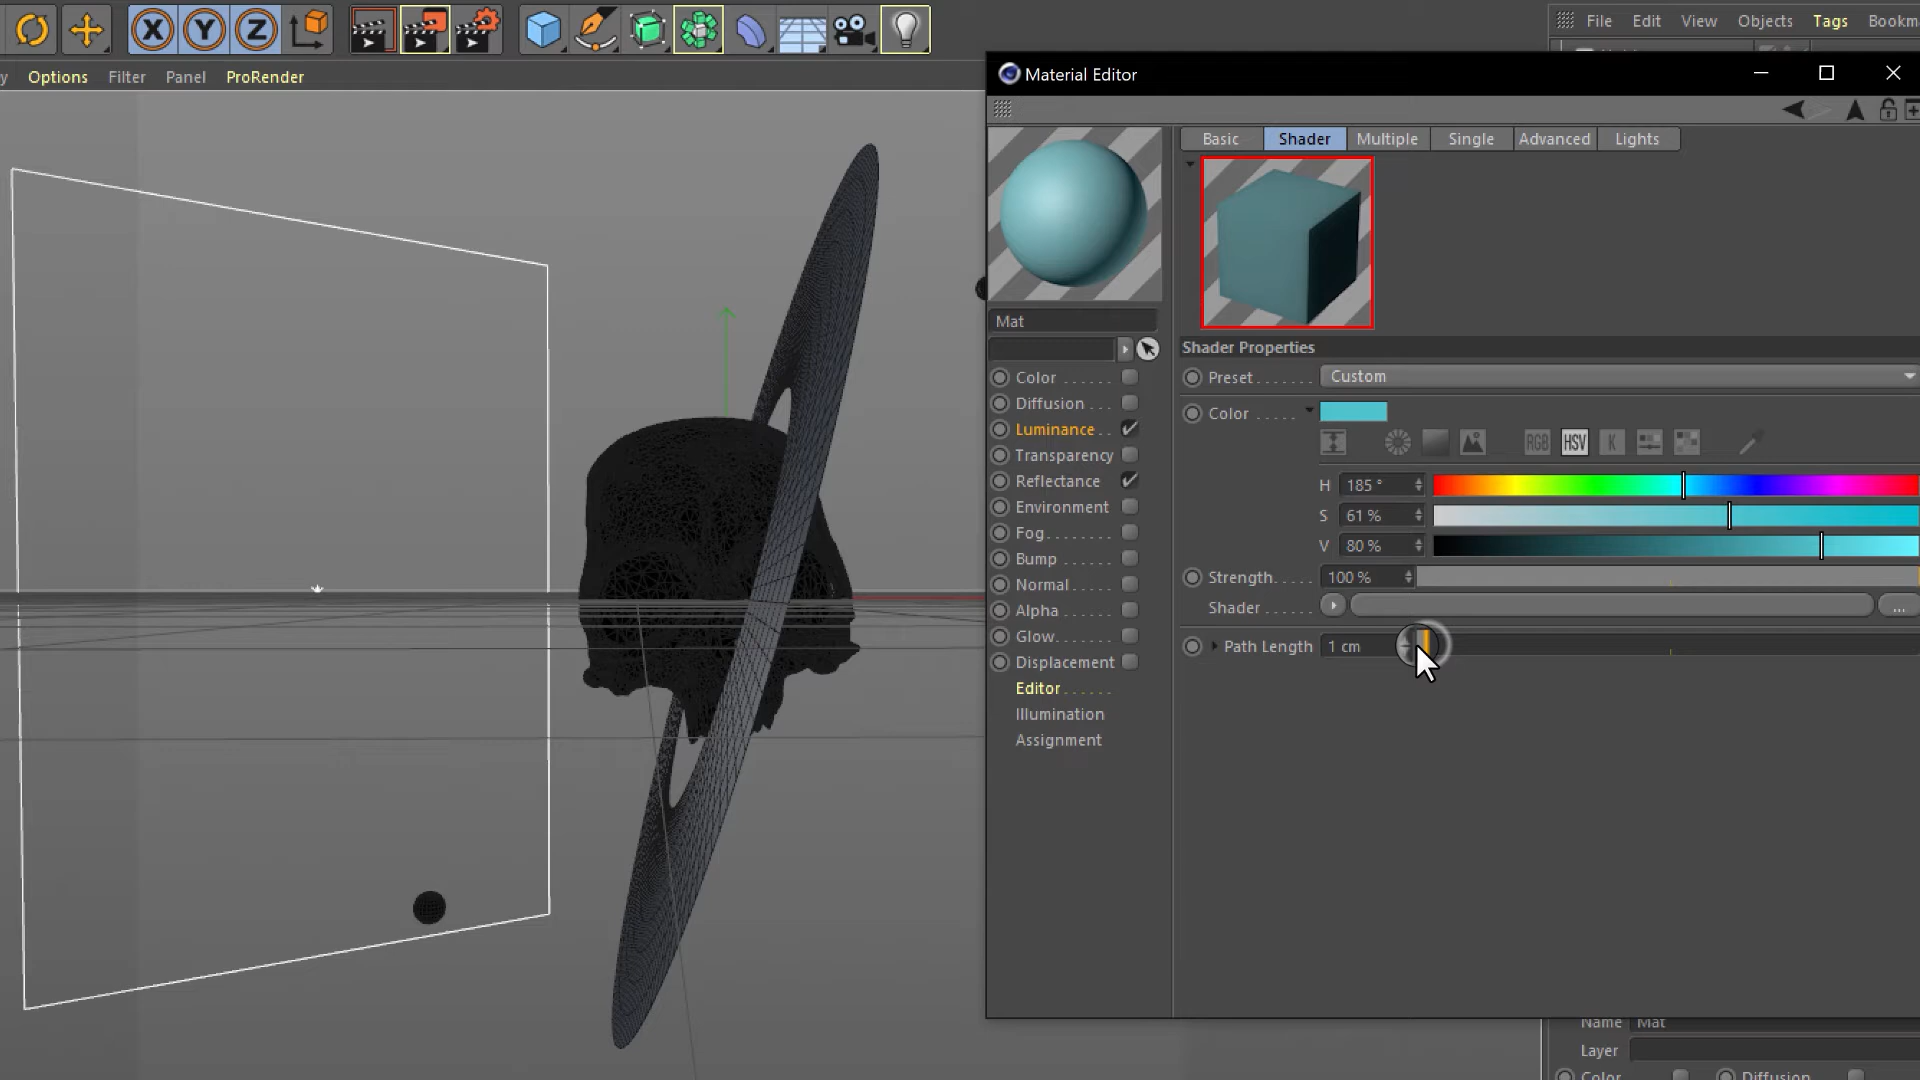 File Edit View Objects Tags Bookm
Material Editor
y Options Filter Panel ProRender
X Y Z
Basic Shader Multiple Single Advanced Lights
Mat
Shader Properties
Preset . . . . . . . Custom
Color . . . . .
RGB HSV K
H 185 °
S 61 %
V 80 %
Strength. . . . . 100 %
Shader . . . . . . ...
Path Length 1 cm
Color . . . . . .
Diffusion . . .
Luminance . .
Transparency
Reflectance
Environment
Fog. . . . . . . .
Bump . . . . .
Normal . . . .
Alpha . . . . .
Glow. . . . . .
Displacement
Editor . . . . . .
Illumination
Assignment
Name Mat
Layer
Color Diffusion